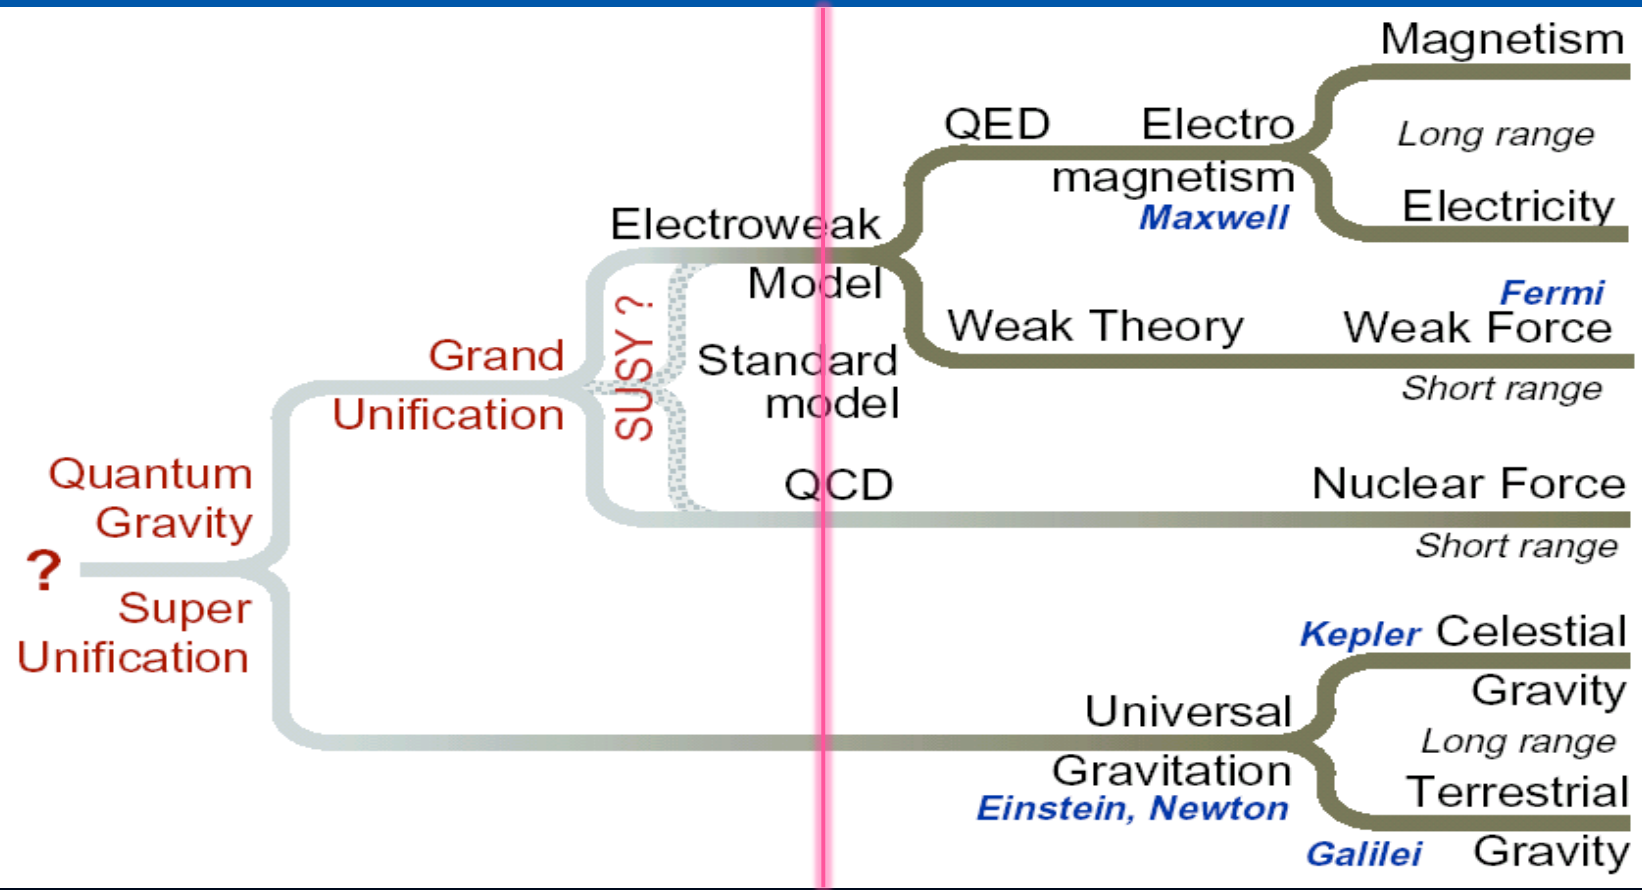 Magnetism
QED Electro
Long range
magnetism
Maxwell
Electricity
Electroweak
Model
Fermi
Weak Theory Weak Force
Short range
SUSY ?
Grand
Unification
Standard
model
QCD
Nuclear Force
Short range
Quantum
Gravity
?
Super
Unification
Kepler Celestial
Gravity
Long range
Universal
Gravitation
Einstein, Newton
Terrestrial
Galilei Gravity